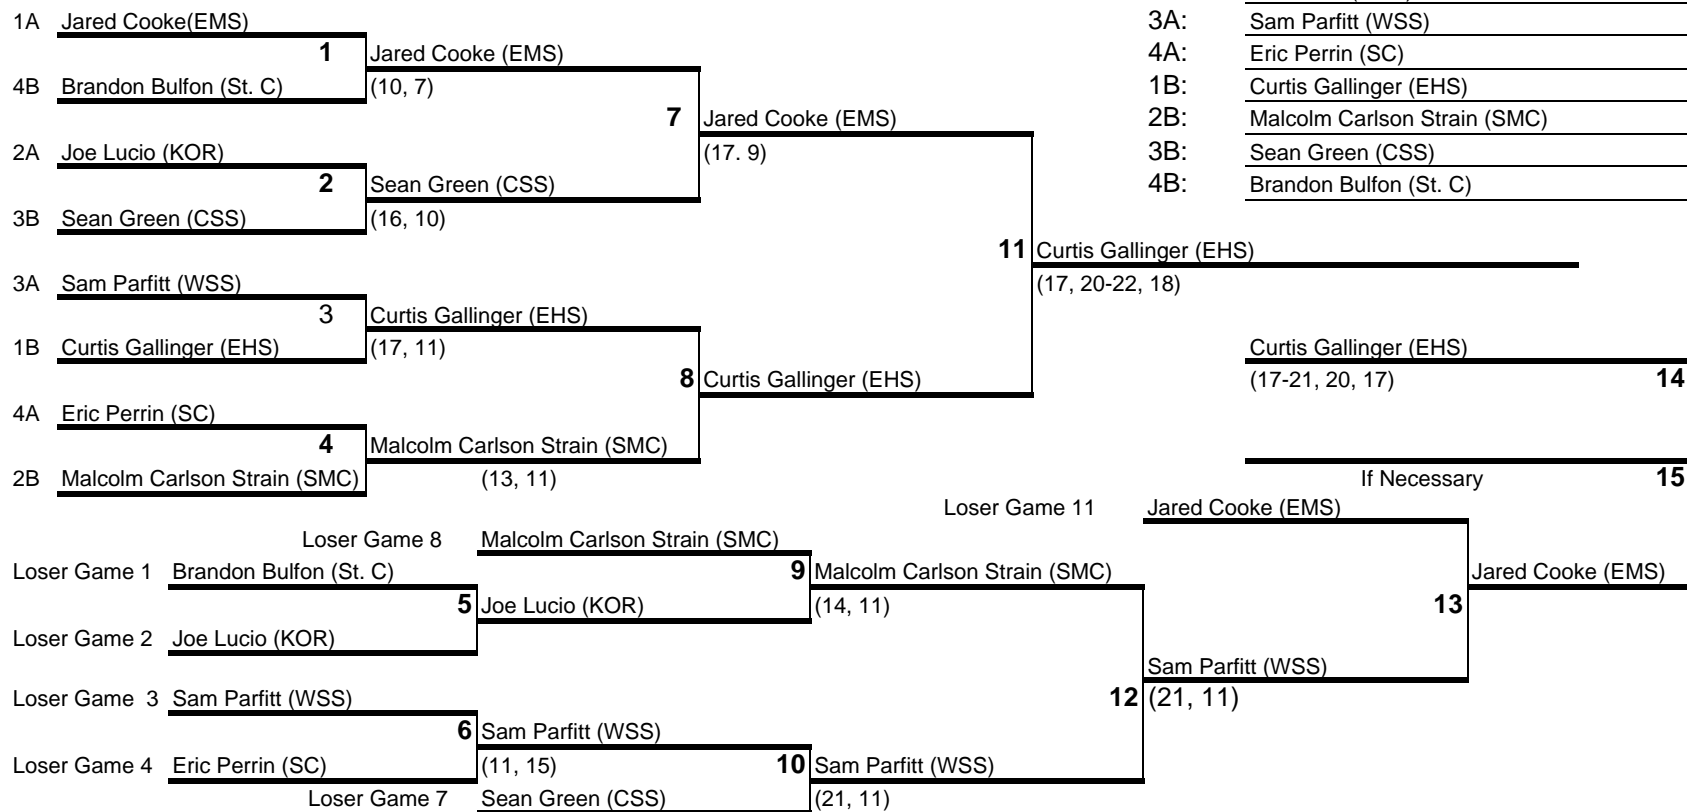 1A Jared Cooke(EMS)
1 Jared Cooke (EMS)
4B Brandon Bulfon (St. C) (10, 7)
7 Jared Cooke (EMS)
2A Joe Lucio (KOR) (17. 9)
2 Sean Green (CSS)
3B Sean Green (CSS) (16, 10)
11 Curtis Gallinger (EHS)
3A Sam Parfitt (WSS) (17, 20-22, 18)
3 Curtis Gallinger (EHS)
1B Curtis Gallinger (EHS) (17, 11)
8 Curtis Gallinger (EHS)
4A Eric Perrin (SC)
4 Malcolm Carlson Strain (SMC)
2B Malcolm Carlson Strain (SMC) (13, 11)
3A: Sam Parfitt (WSS)
4A: Eric Perrin (SC)
1B: Curtis Gallinger (EHS)
2B: Malcolm Carlson Strain (SMC)
3B: Sean Green (CSS)
4B: Brandon Bulfon (St. C)
Curtis Gallinger (EHS)
(17-21, 20, 17) 14
If Necessary 15
Loser Game 11 Jared Cooke (EMS)
Loser Game 8 Malcolm Carlson Strain (SMC)
Loser Game 1 Brandon Bulfon (St. C) 9 Malcolm Carlson Strain (SMC) Jared Cooke (EMS)
5 Joe Lucio (KOR) (14, 11) 13
Loser Game 2 Joe Lucio (KOR)
Sam Parfitt (WSS)
Loser Game 3 Sam Parfitt (WSS) 12 (21, 11)
6 Sam Parfitt (WSS)
Loser Game 4 Eric Perrin (SC) (11, 15) 10 Sam Parfitt (WSS)
Loser Game 7 Sean Green (CSS) (21, 11)